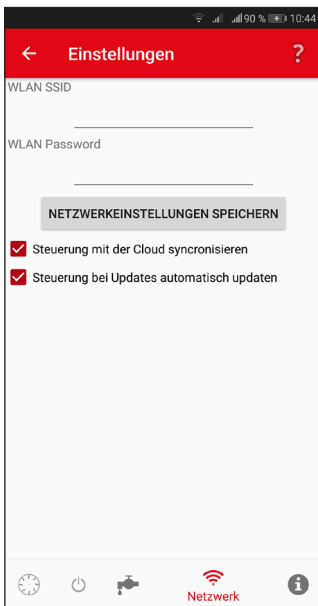 90 % 10:44
Einstellungen ?
WLAN SSID
WLAN Password
NETZWERKEINSTELLUNGEN SPEICHERN
Steuerung mit der Cloud syncronisieren
Steuerung bei Updates automatisch updaten
Netzwerk